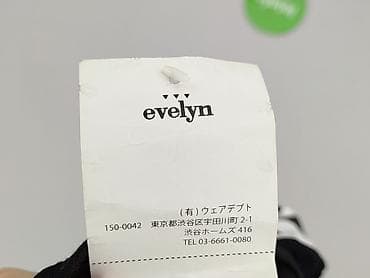 evelyn
(有)ウェアデプト
150-0042 東京都渋谷区宇田川町 2-1
渋谷ホームズ 416
TEL 03-6661-0080